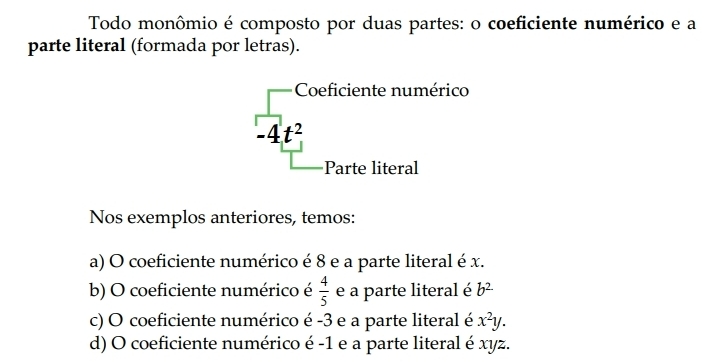 Todo monômio é composto por duas partes: o coeficiente numérico e a
parte literal (formada por letras).
Coeficiente numérico
-4t²
Parte literal
Nos exemplos anteriores, temos:
a) O coeficiente numérico é 8 e a parte literal é x.
b) O coeficiente numérico é 4/5 e a parte literal é b².
c) O coeficiente numérico é -3 e a parte literal é x²y.
d) O coeficiente numérico é -1 e a parte literal é xyz.